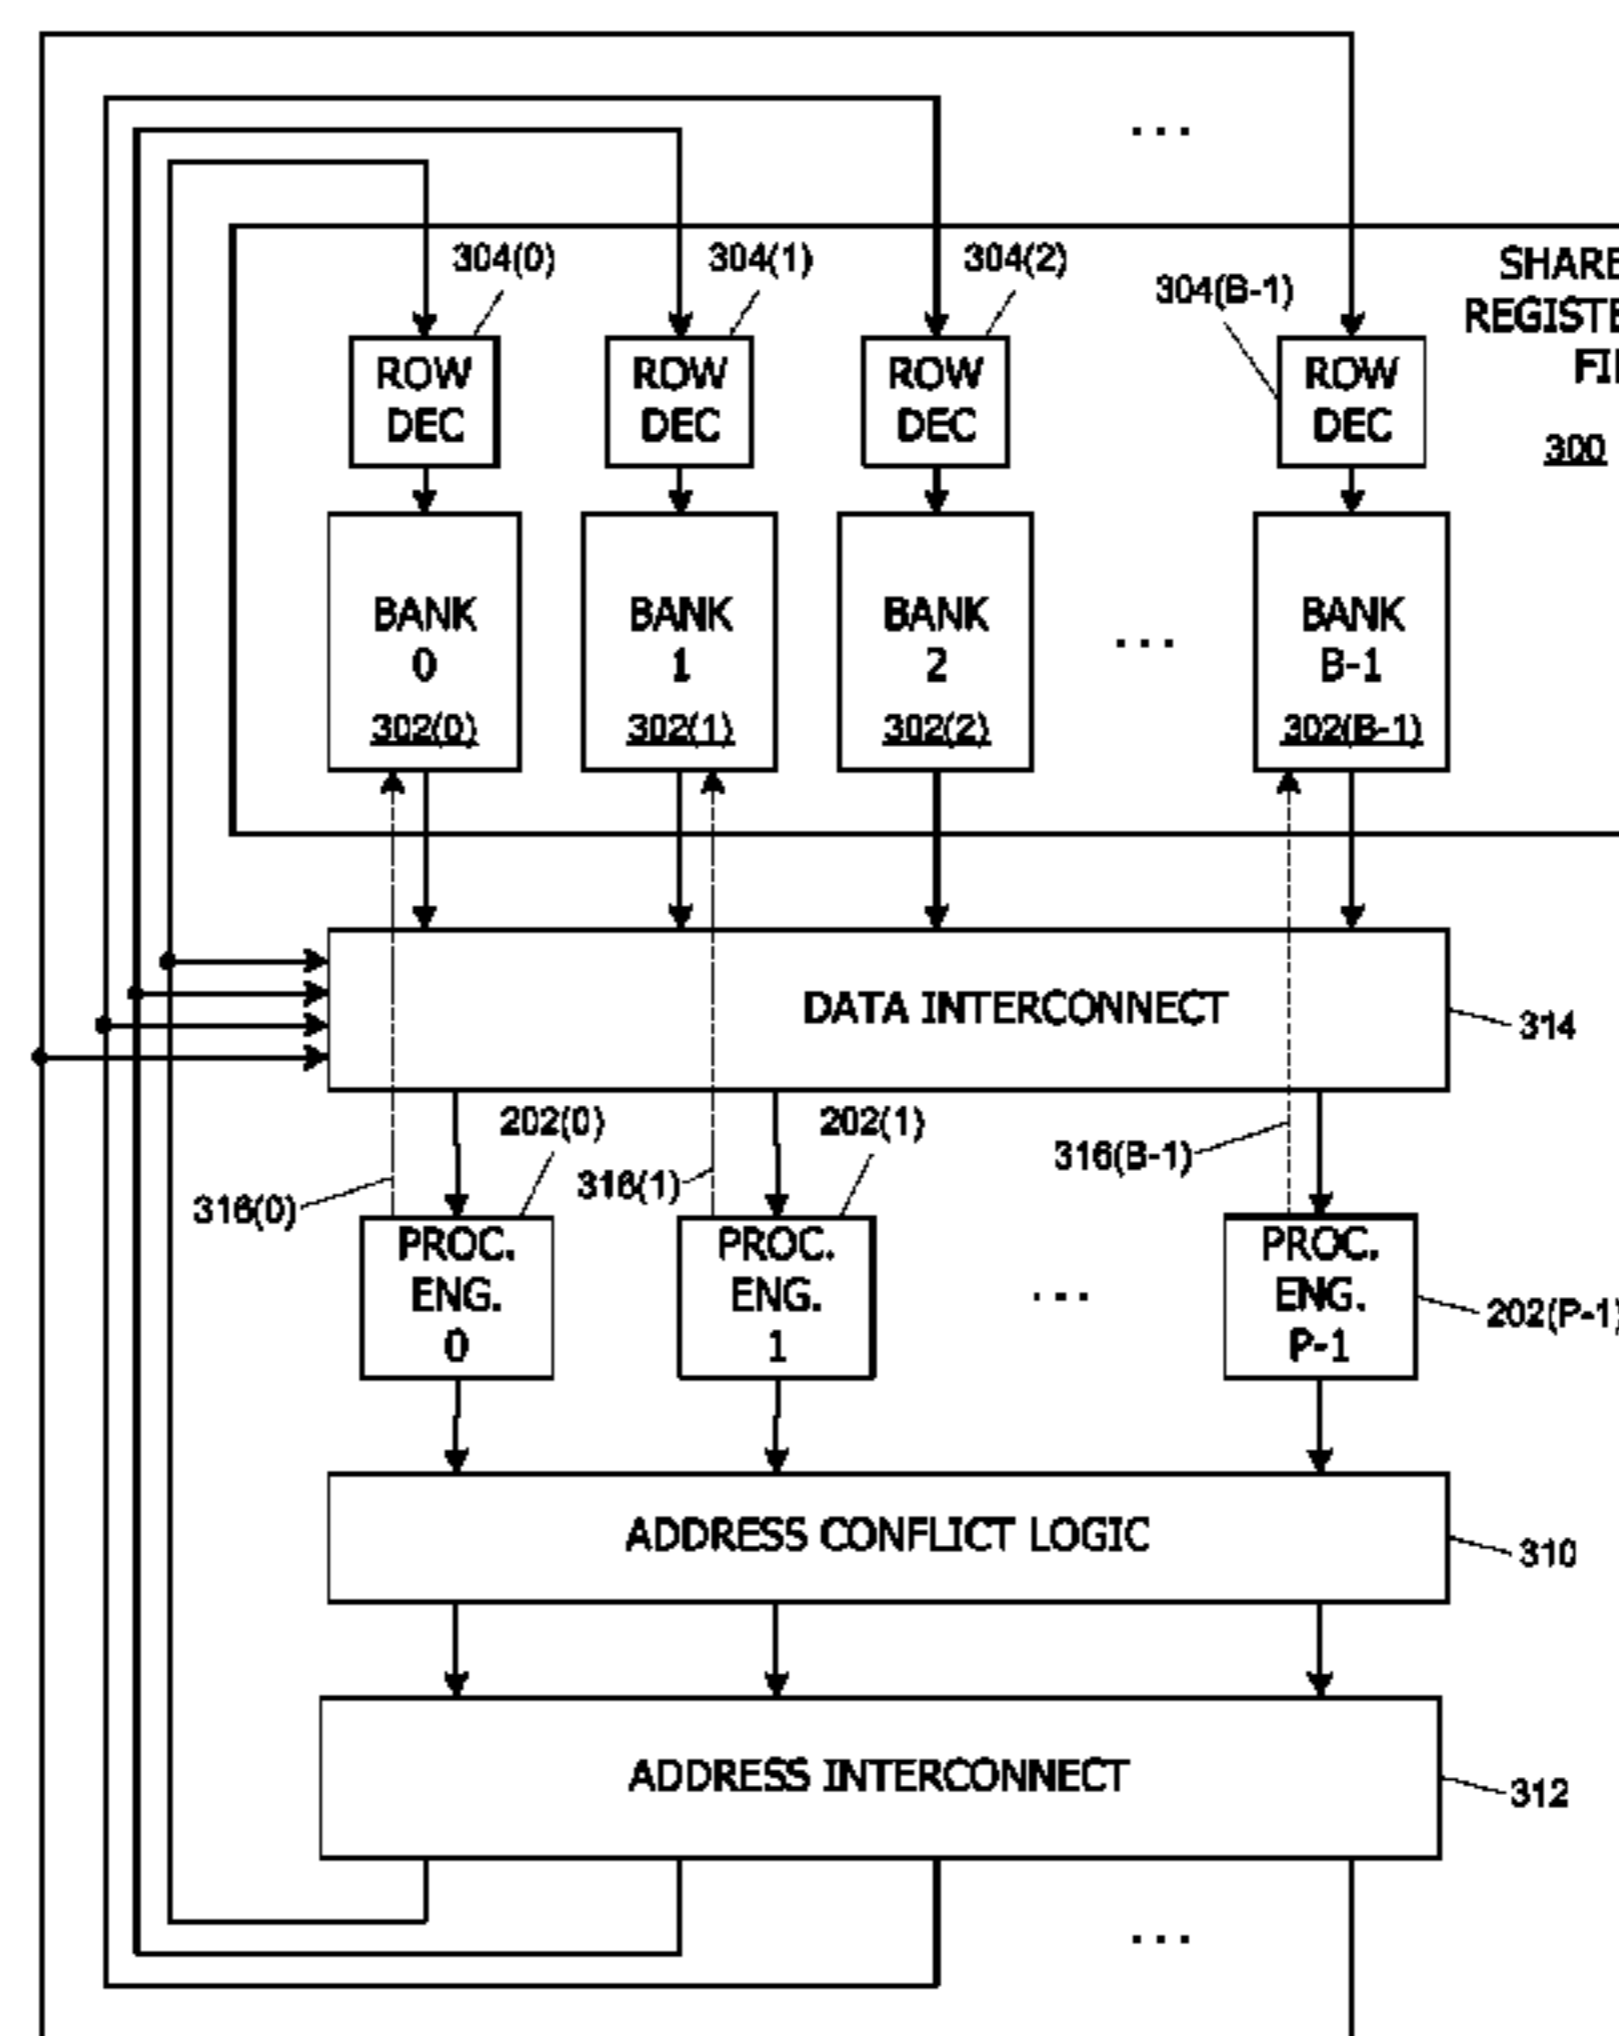 ...
304(0)
304(1)
304(2)
304(B-1)
SHARE
REGISTE
FI
300
ROW
DEC
ROW
DEC
ROW
DEC
ROW
DEC
BANK
0
302(0)
BANK
1
302(1)
BANK
2
302(2)
...
BANK
B-1
302(B-1)
DATA INTERCONNECT
314
202(0)
202(1)
316(B-1)
316(0)
316(1)
PROC.
ENG.
0
PROC.
ENG.
1
...
PROC.
ENG.
P-1
202(P-1)
ADDRESS CONFLICT LOGIC
310
ADDRESS INTERCONNECT
312
...